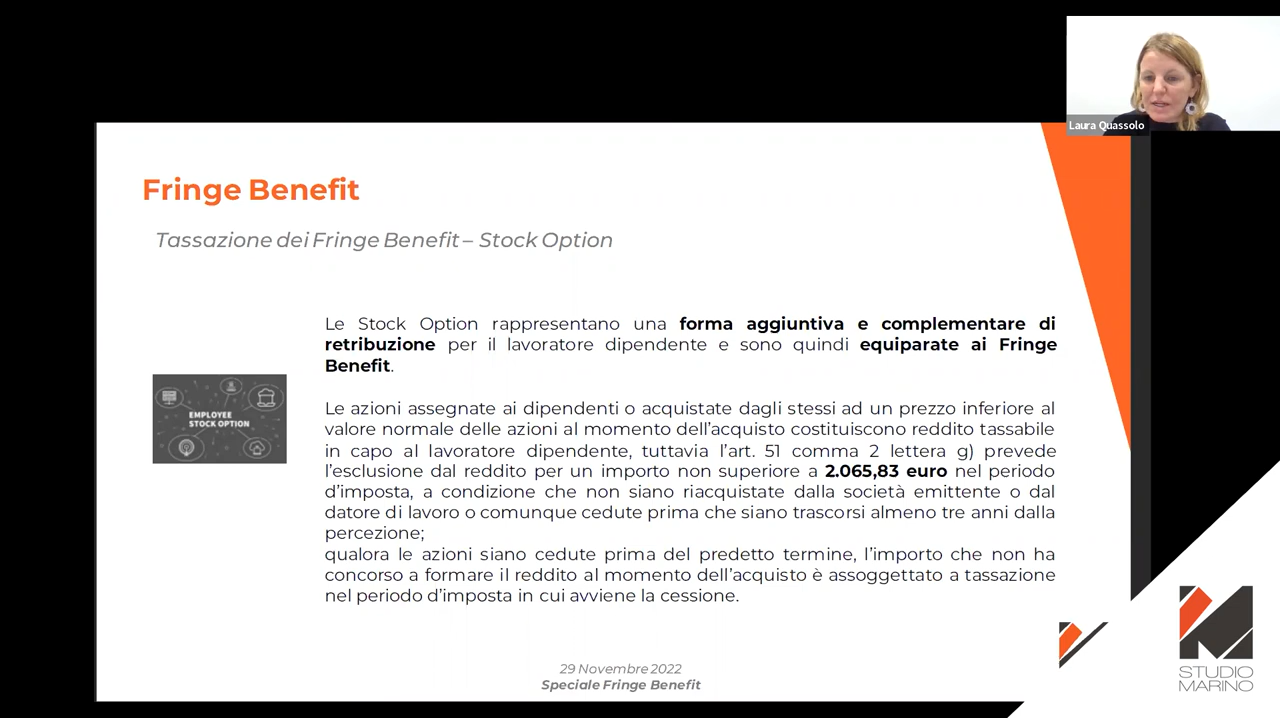 Laura Quassolo
Fringe Benefit
Tassazione dei Fringe Benefit – Stock Option
Le Stock Option rappresentano una forma aggiuntiva e complementare di
retribuzione per il lavoratore dipendente e sono quindi equiparate ai Fringe
Benefit.
EMPLOYEE
STOCK OPTION
Le azioni assegnate ai dipendenti o acquistate dagli stessi ad un prezzo inferiore al
valore normale delle azioni al momento dell’acquisto costituiscono reddito tassabile
in capo al lavoratore dipendente, tuttavia l’art. 51 comma 2 lettera g) prevede
l’esclusione dal reddito per un importo non superiore a 2.065,83 euro nel periodo
d’imposta, a condizione che non siano riacquistate dalla società emittente o dal
datore di lavoro o comunque cedute prima che siano trascorsi almeno tre anni dalla
percezione;
qualora le azioni siano cedute prima del predetto termine, l’importo che non ha
concorso a formare il reddito al momento dell’acquisto è assoggettato a tassazione
nel periodo d’imposta in cui avviene la cessione.
29 Novembre 2022
Speciale Fringe Benefit
STUDIO
MARINO